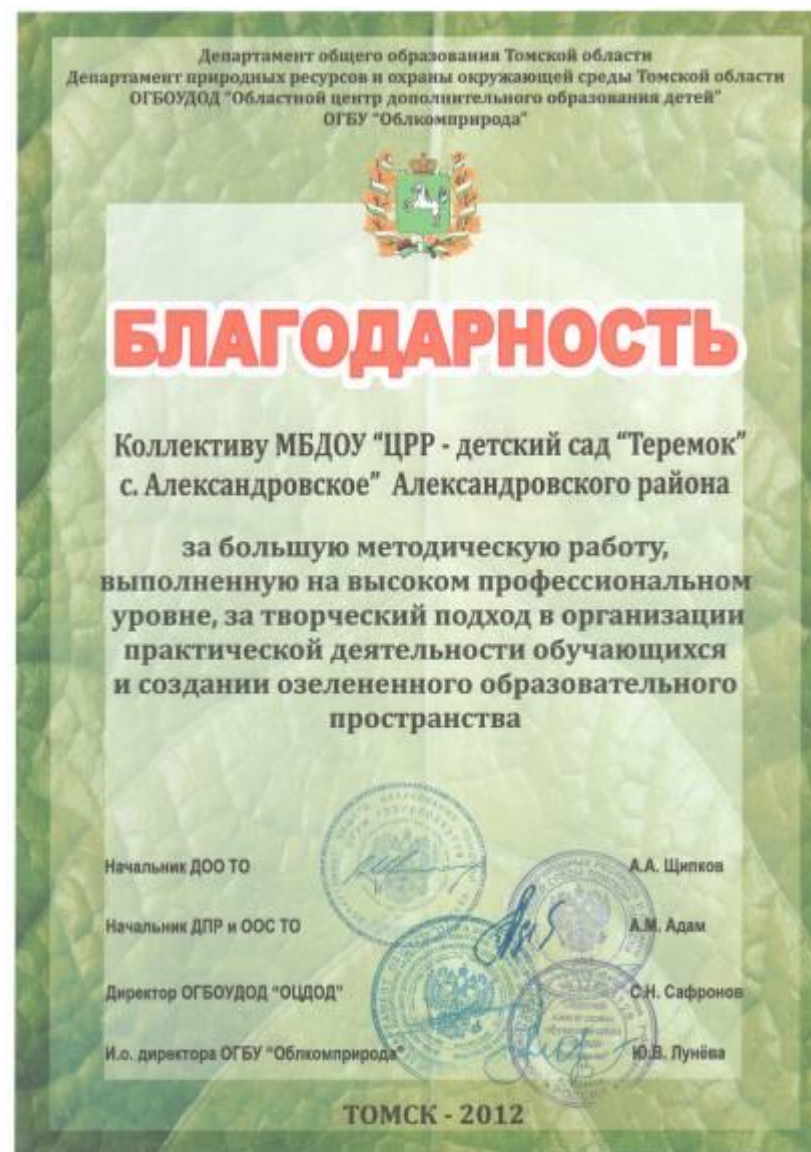 Департамент общего образования Томской области
Департамент природных ресурсов и охраны окружающей среды Томской области
ОГБОУДОД "Областной центр дополнительного образования детей"
ОГБУ "Облкомприрода"
БЛАГОДАРНОСТЬ
Коллективу МБДОУ "ЦРР - детский сад "Теремок"
с. Александровское" Александровского района
за большую методическую работу,
выполненную на высоком профессиональном
уровне, за творческий подход в организации
практической деятельности обучающихся
и создании озелененного образовательного
пространства
Начальник ДОО ТО А.А. Щипков
Начальник ДПР и ООС ТО А.М. Адам
Директор ОГБОУДОД "ОЦДОД" С.Н. Сафронов
И.о. директора ОГБУ "Облкомприрода" Ю.В. Лунёва
ТОМСК - 2012